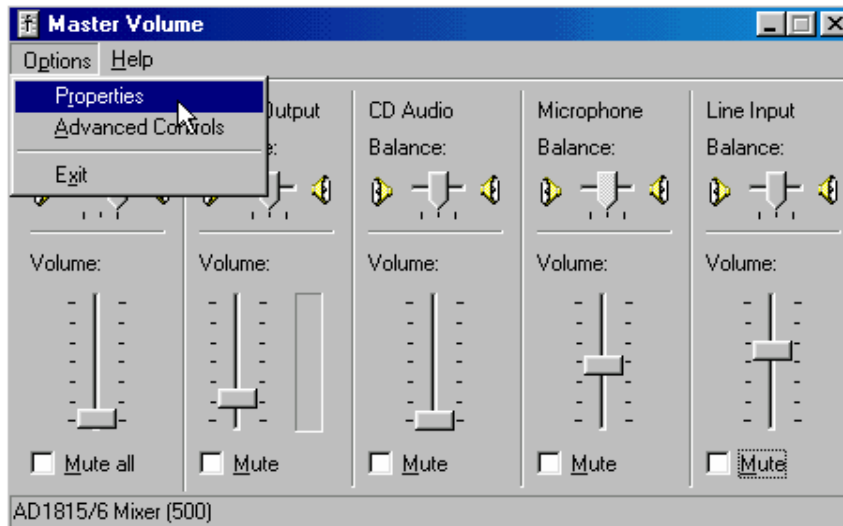 Master Volume
Options Help
Properties
Advanced Controls
Exit
Output CD Audio Microphone Line Input
Balance: Balance: Balance:
Volume: Volume: Volume: Volume: Volume:
Mute all Mute Mute Mute Mute
AD1815/6 Mixer (500)